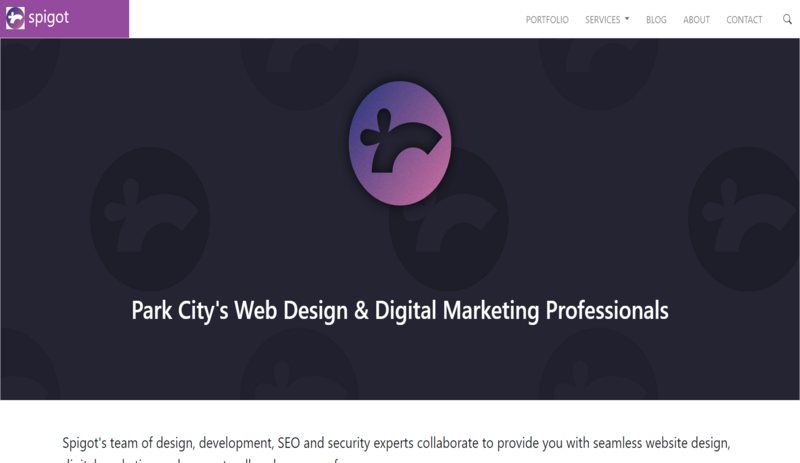 spigot
PORTFOLIO SERVICES BLOG ABOUT CONTACT
Park City's Web Design & Digital Marketing Professionals
Spigot's team of design, development, SEO and security experts collaborate to provide you with seamless website design,